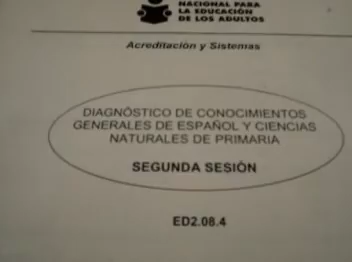 NACIONAL PARA
LA EDUCACIÓN
DE LOS ADULTOS
Acreditación y Sistemas
DIAGNÓSTICO DE CONOCIMIENTOS
GENERALES DE ESPAÑOL Y CIENCIAS
NATURALES DE PRIMARIA
SEGUNDA SESIÓN
ED2.08.4